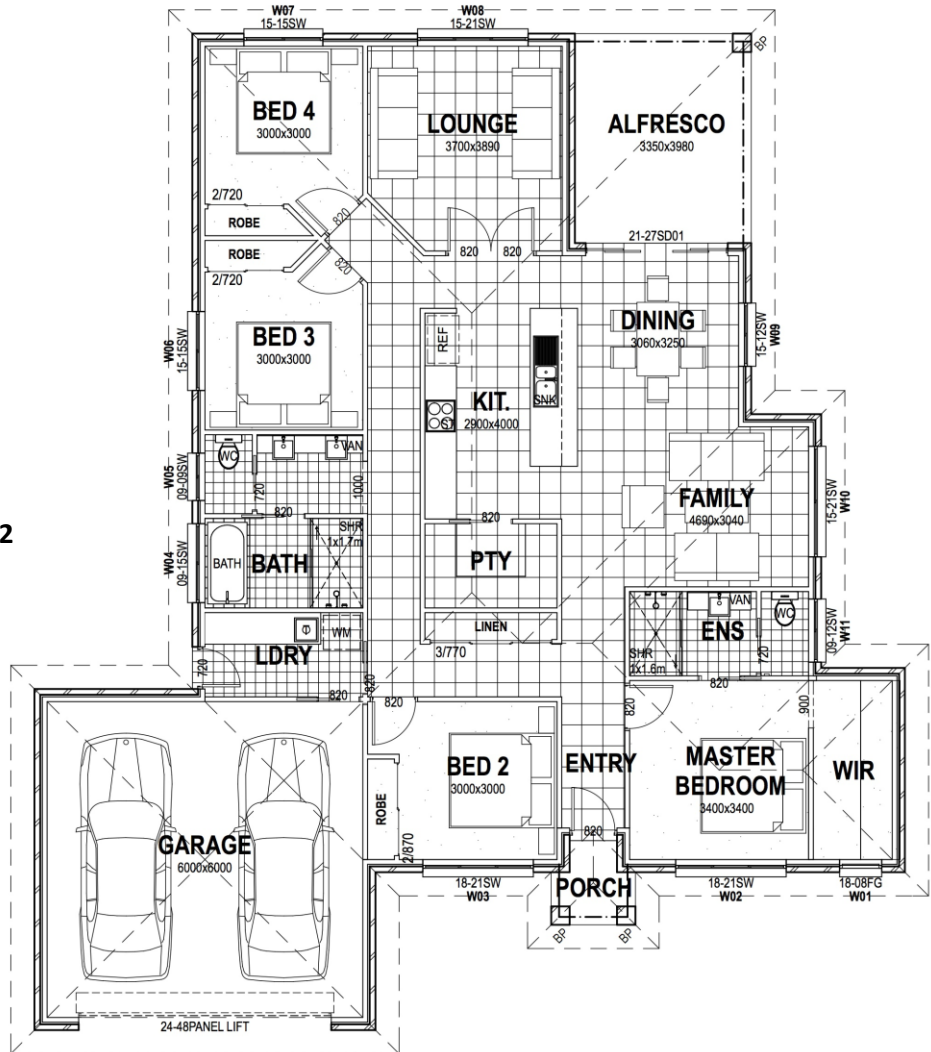 W07
15-15SW
W08
15-21SW
BP
BED 4
3000x3000
LOUNGE
3700x3890
ALFRESCO
3350x3980
2/720
ROBE
820
ROBE
820
2/720
820
820
21-27SD01
W06
15-15SW
BED 3
3000x3000
REF
DINING
3060x3250
15-12SW
W09
SNK
KIT.
2900x4000
ST
WC
VAN
W05
09-09SW
720
1000
820
FAMILY
4690x3040
15-21SW
W10
2
W04
09-15SW
BATH
BATH
SHR
1x1.7m
820
PTY
LINEN
3/770
VAN
WC
ENS
SHR
1x1.6m
720
820
09-12SW
W11
WM
LDRY
720
820
820
820
820
900
BED 2
3000x3000
ENTRY
MASTER
BEDROOM
3400x3400
WIR
ROBE
2/870
GARAGE
6000x6000
820
PORCH
18-21SW
W03
18-21SW
W02
18-08FG
W01
BP
BP
24-48PANEL LIFT